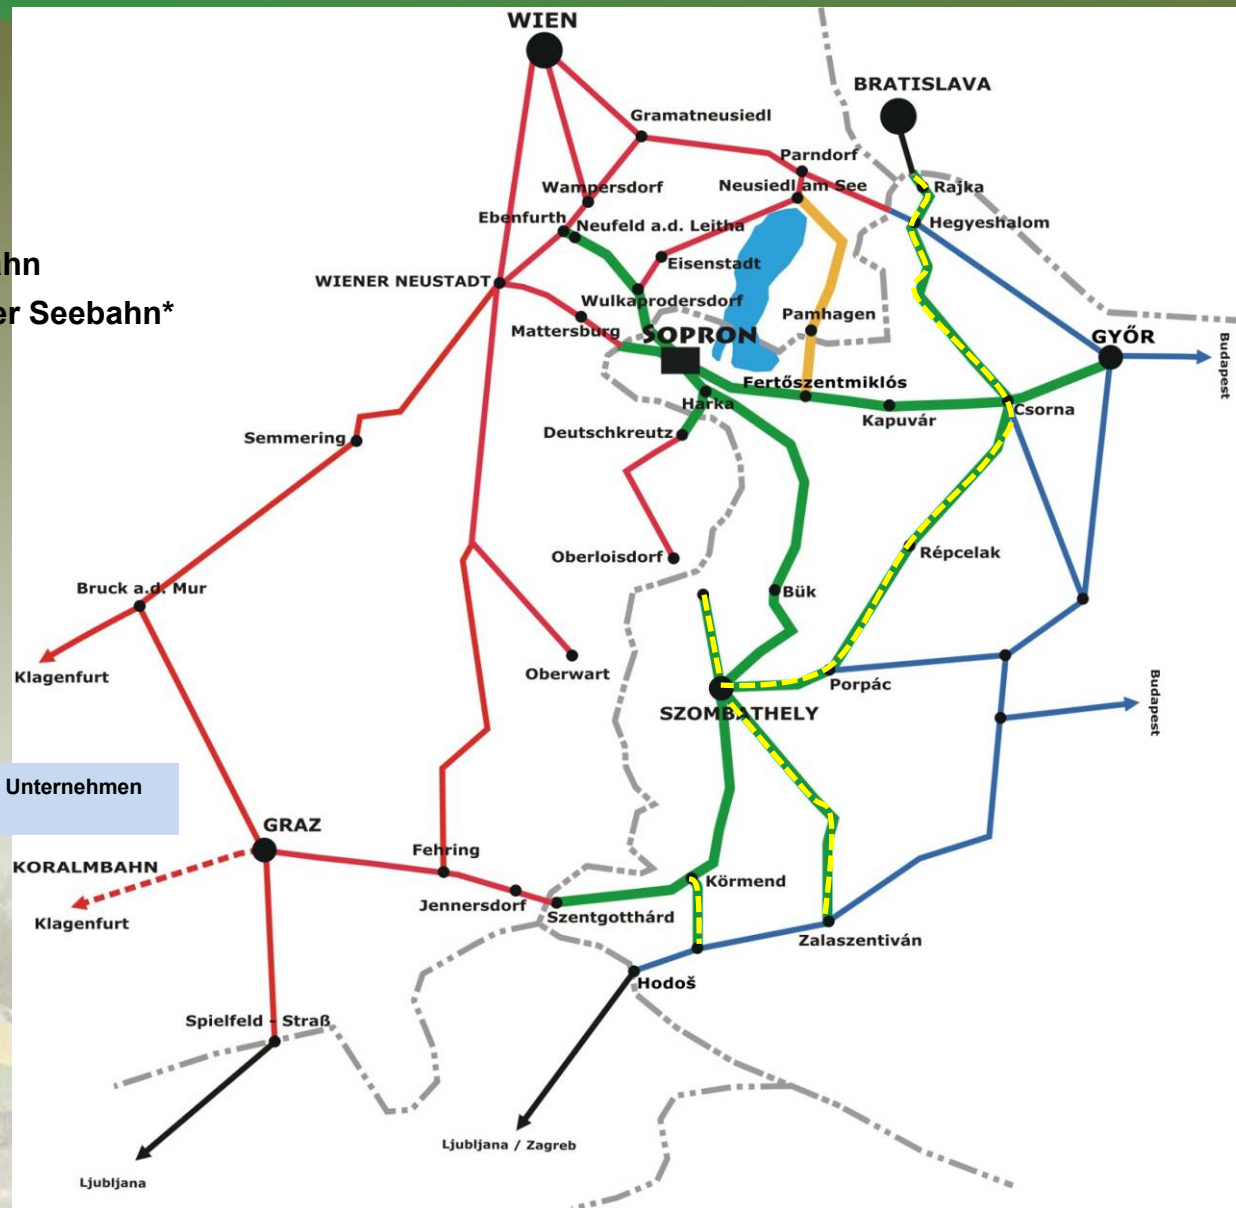 WIEN
BRATISLAVA
Gramatneusiedl
Parndorf
Neusiedl am See
Rajka
Wampersdorf
Ebenfurth
Neufeld a.d. Leitha
Hegyeshalom
ahn
Eisenstadt
WIENER NEUSTADT
Wulkaprodersdorf
er Seebahn*
Pamhagen
Mattersburg
SOPRON
GYŐR
Budapest
Fertőszentmiklós
Harka
Kapuvár
Csorna
Deutschkreutz
Semmering
Oberloisdorf
Répcelak
Bruck a.d. Mur
Bük
Klagenfurt
Oberwart
Porpác
Budapest
SZOMBATHELY
Unternehmen
GRAZ
Fehring
KORALMBAHN
Körmend
Jennersdorf
Szentgotthárd
Klagenfurt
Zalaszentiván
Hodoš
Spielfeld - Straß
Ljubljana / Zagreb
Ljubljana